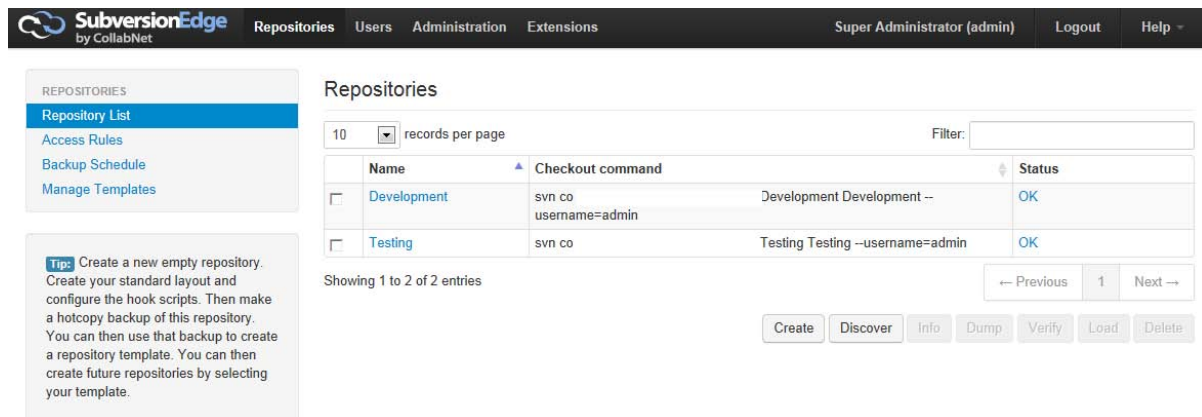 SubversionEdge
by CollabNet
Repositories Users Administration Extensions Super Administrator (admin) Logout Help
REPOSITORIES
Repository List
Access Rules
Backup Schedule
Manage Templates
Tip: Create a new empty repository.
Create your standard layout and
configure the hook scripts. Then make
a hotcopy backup of this repository.
You can then use that backup to create
a repository template. You can then
create future repositories by selecting
your template.
Repositories
10 records per page Filter:
Name Checkout command Status
Development svn co Development Development -- OK
username=admin
Testing svn co Testing Testing --username=admin OK
Showing 1 to 2 of 2 entries ← Previous 1 Next →
Create Discover Info Dump Verify Load Delete